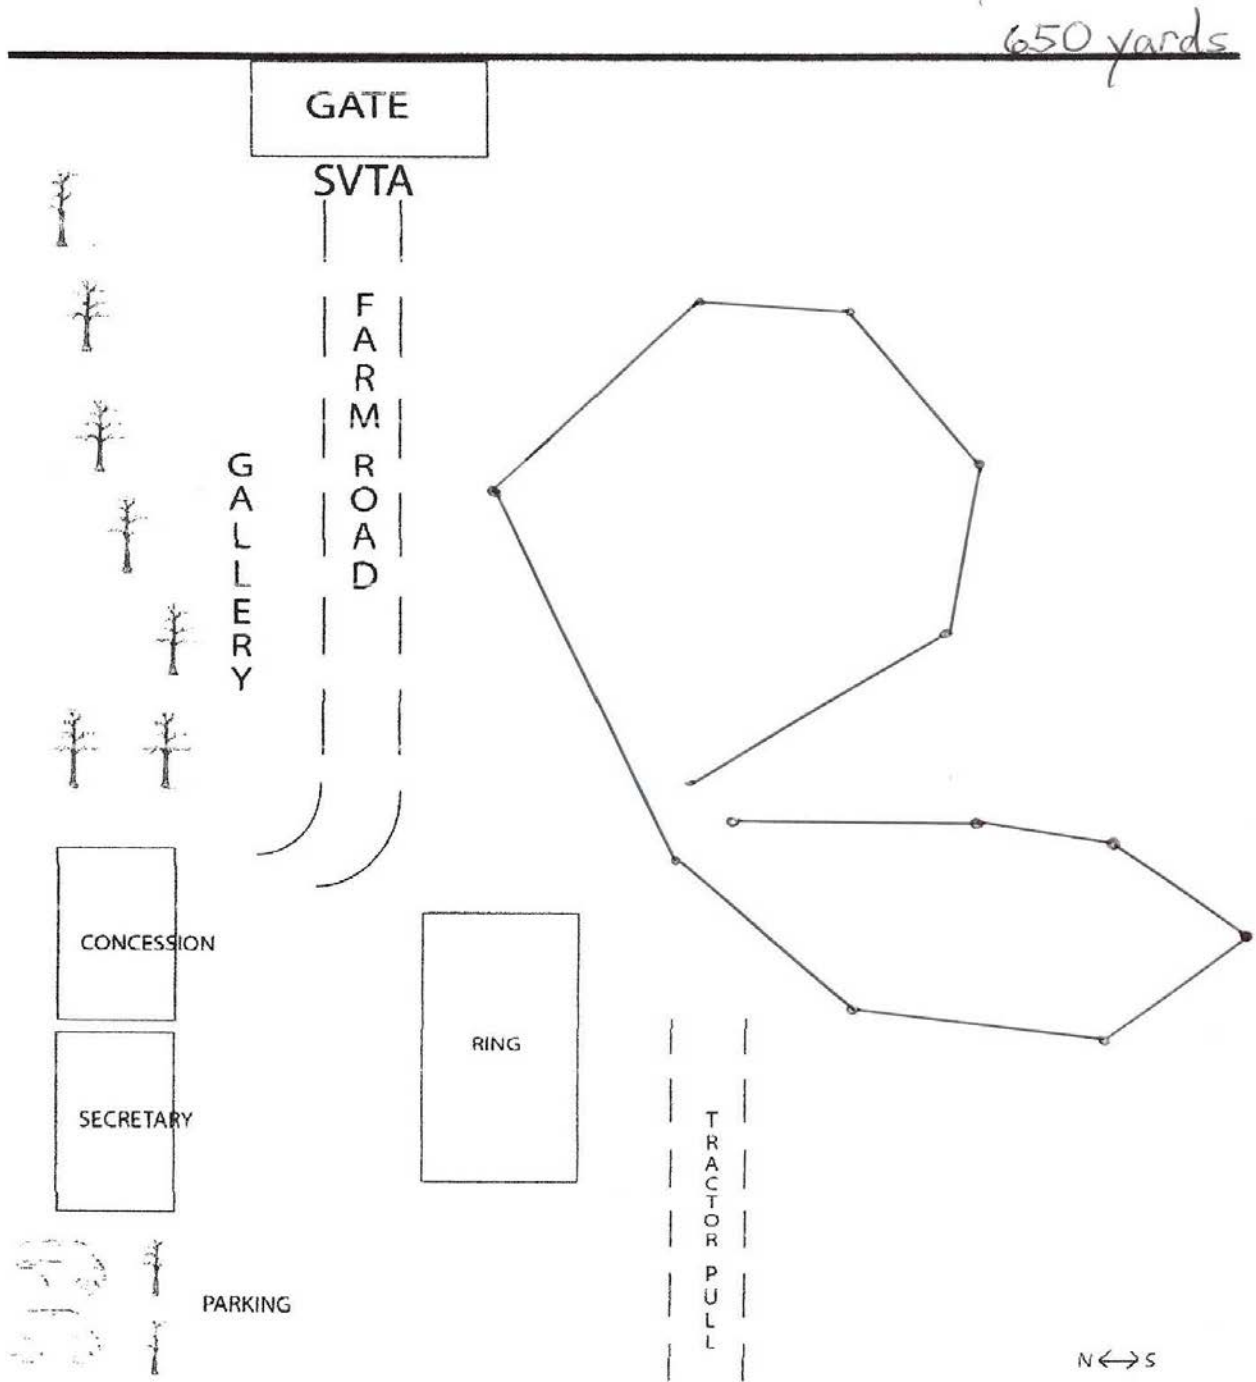 650 yards
GATE
SVTA
FARM ROAD
GALLERY
CONCESSION
RING
SECRETARY
TRACTOR PULL
PARKING
N ↔ S